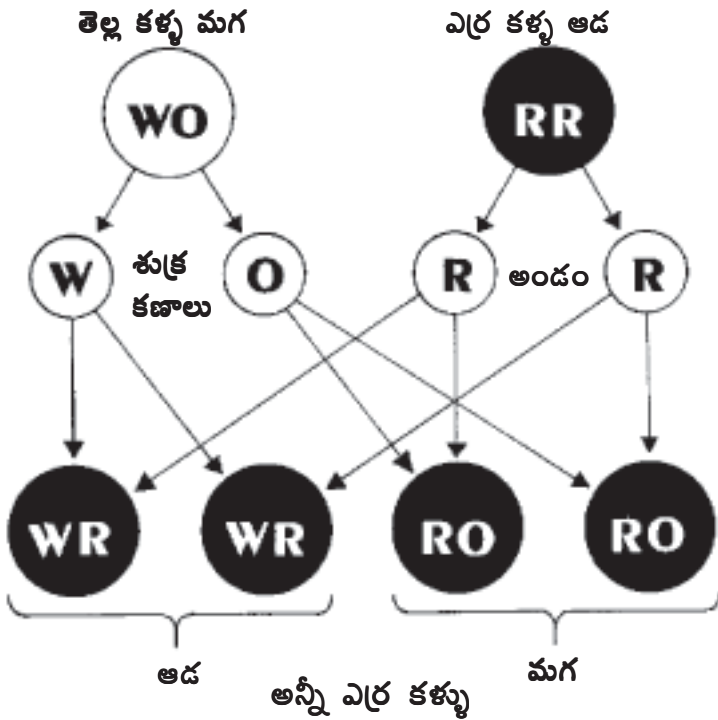 తెల్ల కళ్ళ మగ
ఎర్ర కళ్ళ ఆడ
WO
RR
W
శుక్ర
కణాలు
O
R
అండం
R
WR
WR
RO
RO
ఆడ
మగ
అన్నీ ఎర్ర కళ్ళు